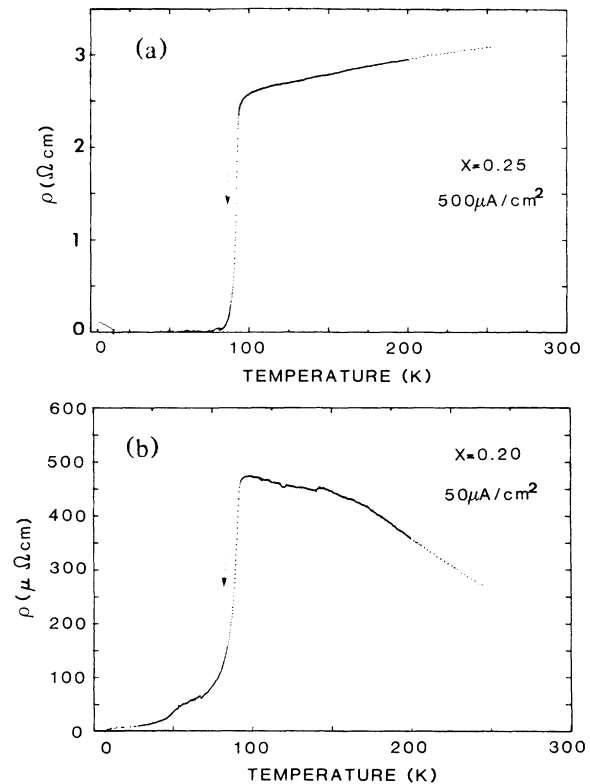 (a)
3
2
1
0
ρ (Ω cm)
X=0.25
500μA/cm²
0 100 200 300
TEMPERATURE (K)
(b)
600
500
400
300
200
100
0
ρ (μ Ωcm)
X=0.20
50μA/cm²
0 100 200 300
TEMPERATURE (K)